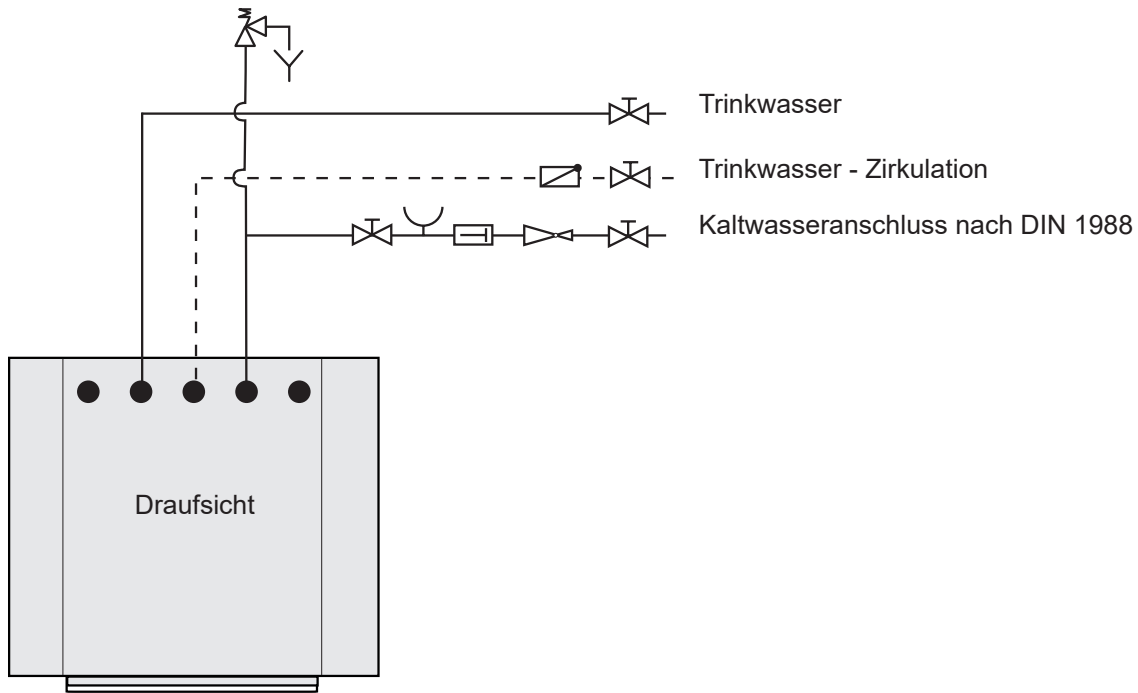 Trinkwasser
Trinkwasser - Zirkulation
Kaltwasseranschluss nach DIN 1988
Draufsicht